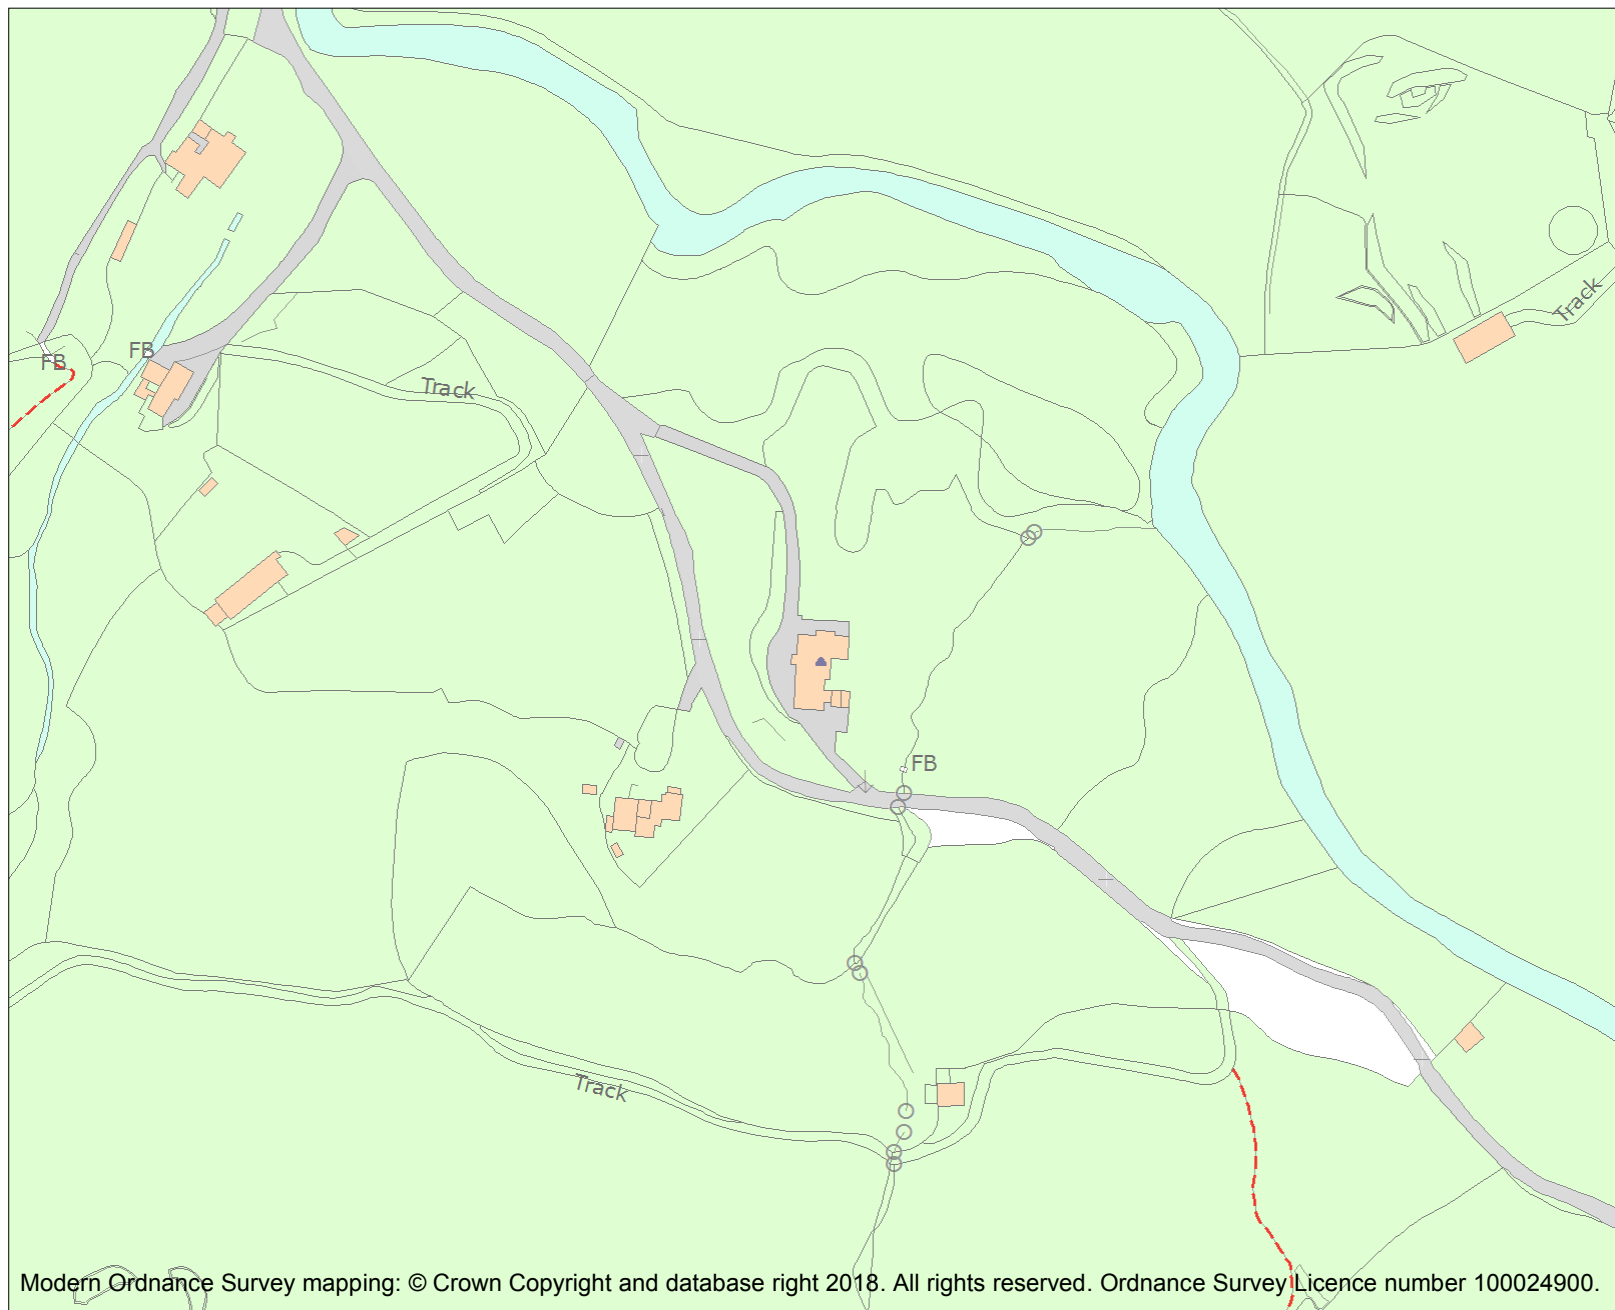 Track
FB
FB
Track
FB
Track
Modern Ordnance Survey mapping: © Crown Copyright and database right 2018. All rights reserved. Ordnance Survey Licence number 100024900.